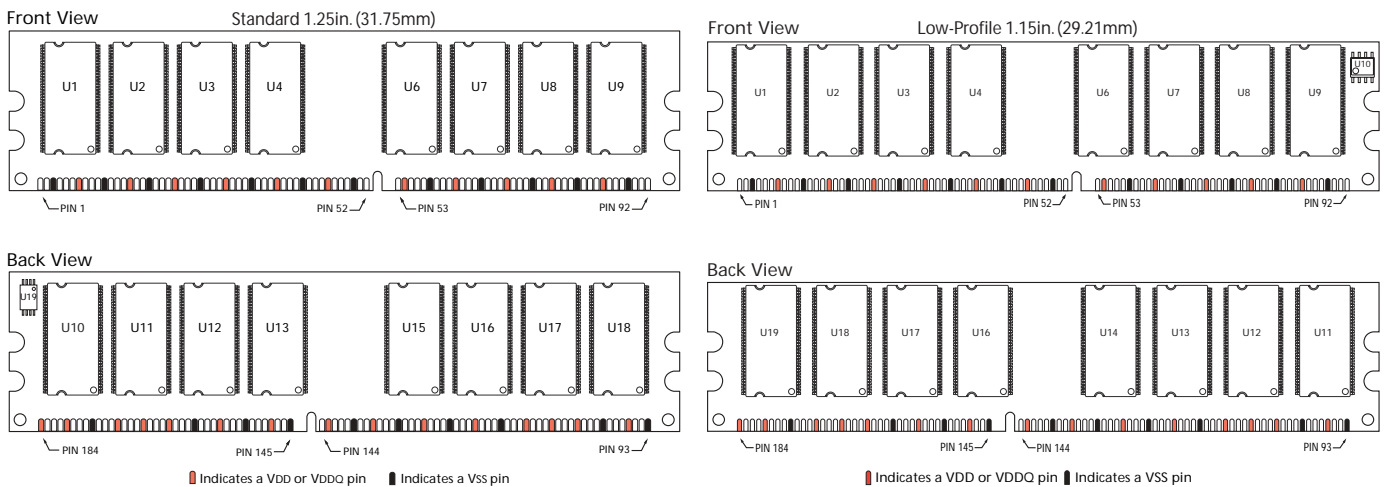 Front View
Standard 1.25in. (31.75mm)
U1 U2 U3 U4 U6 U7 U8 U9
PIN 1 PIN 52 PIN 53 PIN 92
Back View
U19 U10 U11 U12 U13 U15 U16 U17 U18
PIN 184 PIN 145 PIN 144 PIN 93
Indicates a VDD or VDDQ pin Indicates a VSS pin
Front View
Low-Profile 1.15in. (29.21mm)
U1 U2 U3 U4 U6 U7 U8 U9 U10
PIN 1 PIN 52 PIN 53 PIN 92
Back View
U19 U18 U17 U16 U14 U13 U12 U11
PIN 184 PIN 145 PIN 144 PIN 93
Indicates a VDD or VDDQ pin Indicates a VSS pin